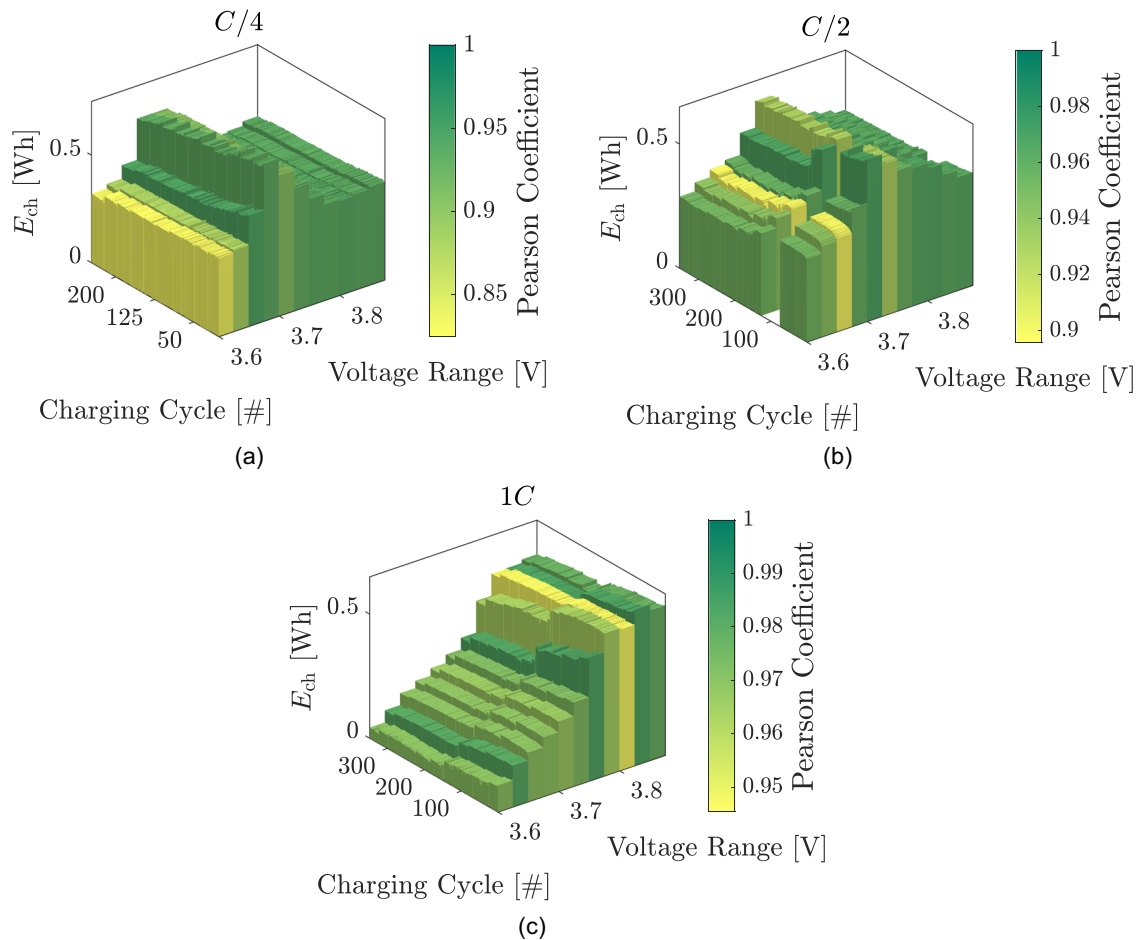 C/4
E_ch [Wh]
0.5
0
200
125
50
3.6
3.7
3.8
Charging Cycle [#]
Voltage Range [V]
1
0.95
0.9
0.85
Pearson Coefficient
(a)
C/2
E_ch [Wh]
0.5
0
300
200
100
3.6
3.7
3.8
Charging Cycle [#]
Voltage Range [V]
1
0.98
0.96
0.94
0.92
0.9
Pearson Coefficient
(b)
1C
E_ch [Wh]
0.5
0
300
200
100
3.6
3.7
3.8
Charging Cycle [#]
Voltage Range [V]
1
0.99
0.98
0.97
0.96
0.95
Pearson Coefficient
(c)